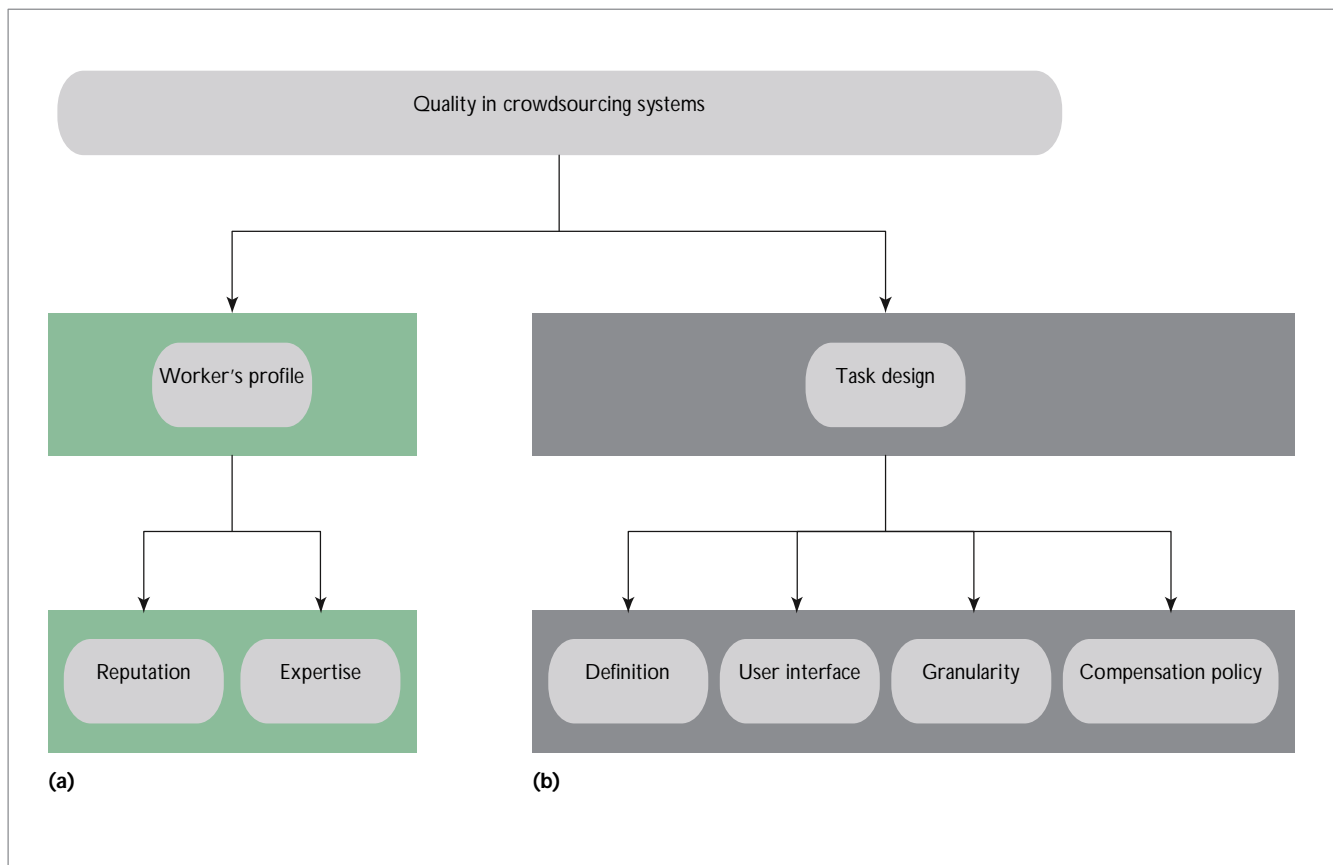 Quality in crowdsourcing systems
Worker's profile
Task design
Reputation
Expertise
Definition
User interface
Granularity
Compensation policy
(a)
(b)